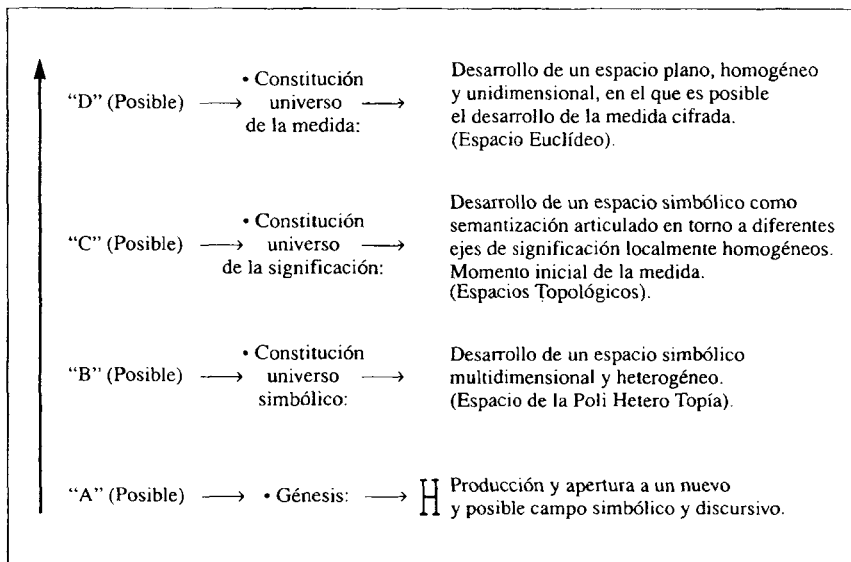 "D" (Posible) ⟶ • Constitución universo de la medida: ⟶
Desarrollo de un espacio plano, homogéneo
y unidimensional, en el que es posible
el desarrollo de la medida cifrada.
(Espacio Euclídeo).
"C" (Posible) ⟶ • Constitución universo de la significación: ⟶
Desarrollo de un espacio simbólico como
semantización articulado en torno a diferentes
ejes de significación localmente homogéneos.
Momento inicial de la medida.
(Espacios Topológicos).
"B" (Posible) ⟶ • Constitución universo simbólico: ⟶
Desarrollo de un espacio simbólico
multidimensional y heterogéneo.
(Espacio de la Poli Hetero Topía).
"A" (Posible) ⟶ • Génesis: ⟶ H
Producción y apertura a un nuevo
y posible campo simbólico y discursivo.